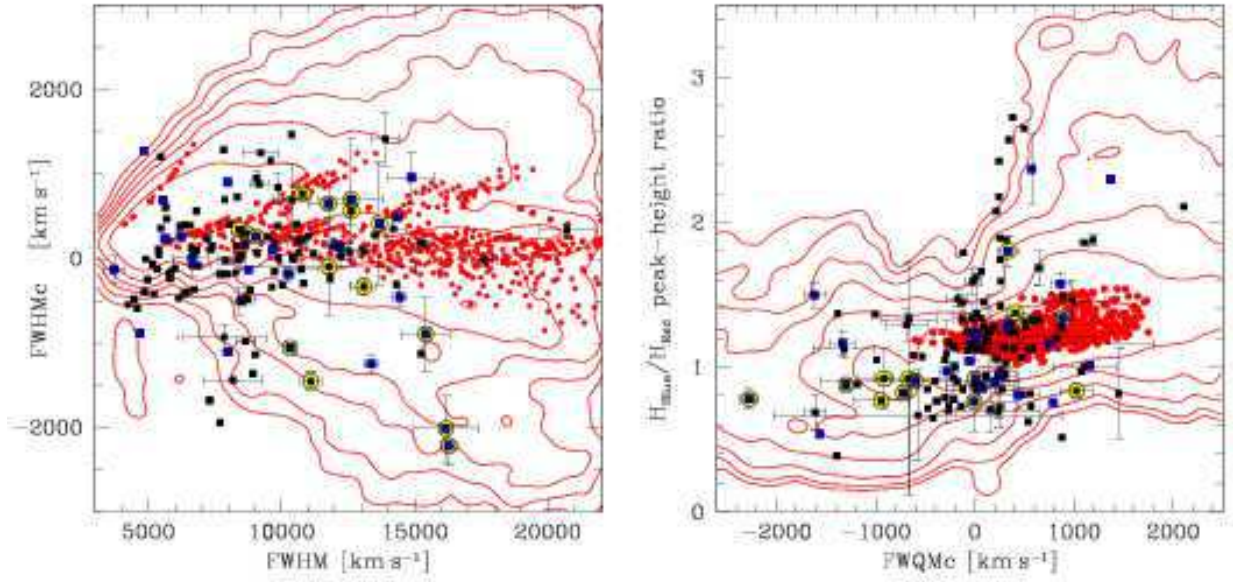 2000
0
−2000
FWHMc [km s⁻¹]
5000 10000 15000 20000
FWHM [km s⁻¹]
3
2
1
0
H_Blue/H_Red peak-height ratio
−2000 −1000 0 1000 2000
FWQMc [km s⁻¹]